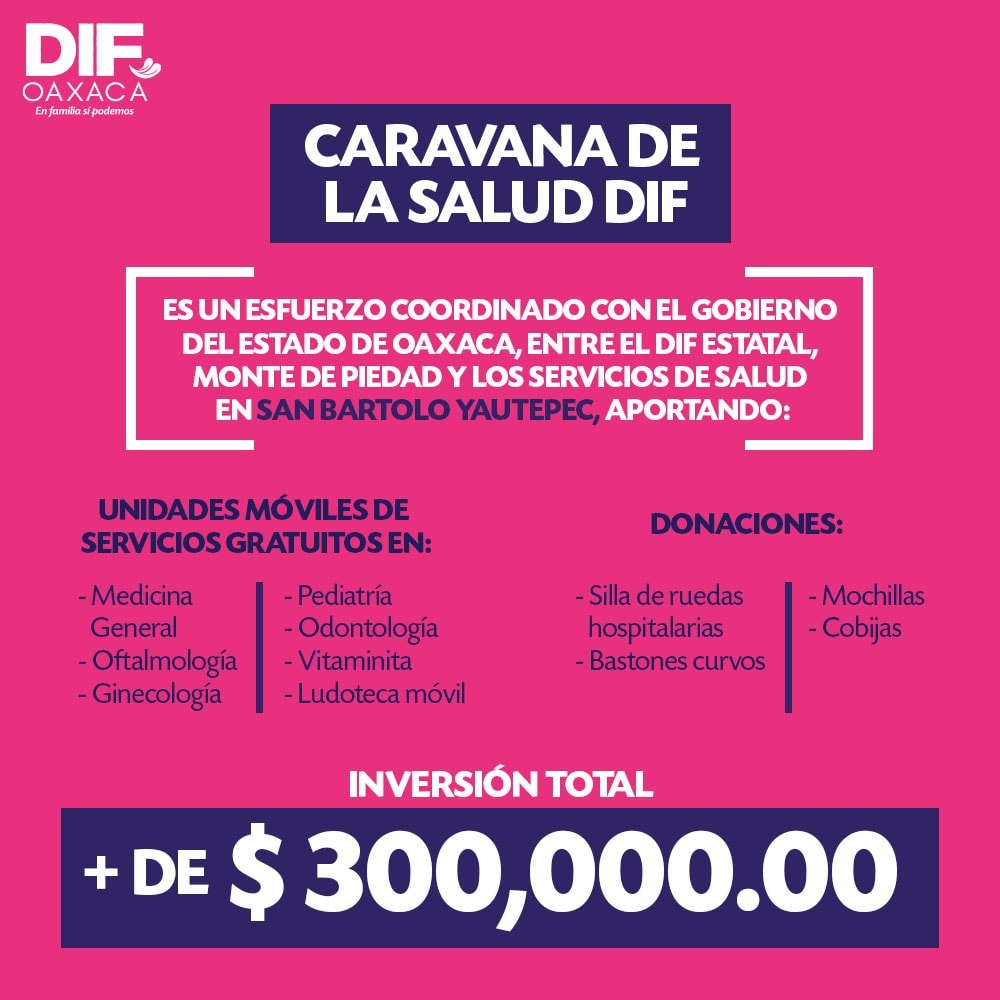 DIF
OAXACA
En familia sí podemos
CARAVANA DE
LA SALUD DIF
ES UN ESFUERZO COORDINADO CON EL GOBIERNO
DEL ESTADO DE OAXACA, ENTRE EL DIF ESTATAL,
MONTE DE PIEDAD Y LOS SERVICIOS DE SALUD
EN SAN BARTOLO YAUTEPEC, APORTANDO:
UNIDADES MÓVILES DE
SERVICIOS GRATUITOS EN:
- Medicina
General
- Oftalmología
- Ginecología
- Pediatría
- Odontología
- Vitaminita
- Ludoteca móvil
DONACIONES:
- Silla de ruedas
hospitalarias
- Bastones curvos
- Mochillas
- Cobijas
INVERSIÓN TOTAL
+ DE $ 300,000.00